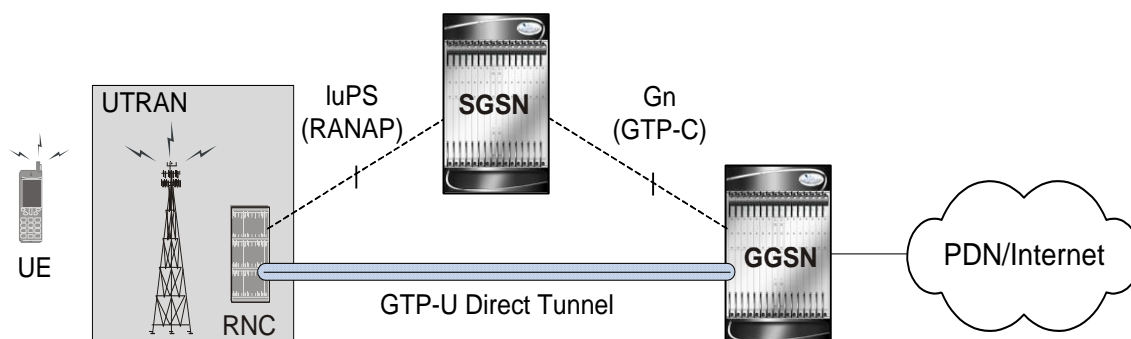 UTRAN
IuPS
(RANAP)
SGSN
Gn
(GTP-C)
UE
RNC
GTP-U Direct Tunnel
GGSN
PDN/Internet